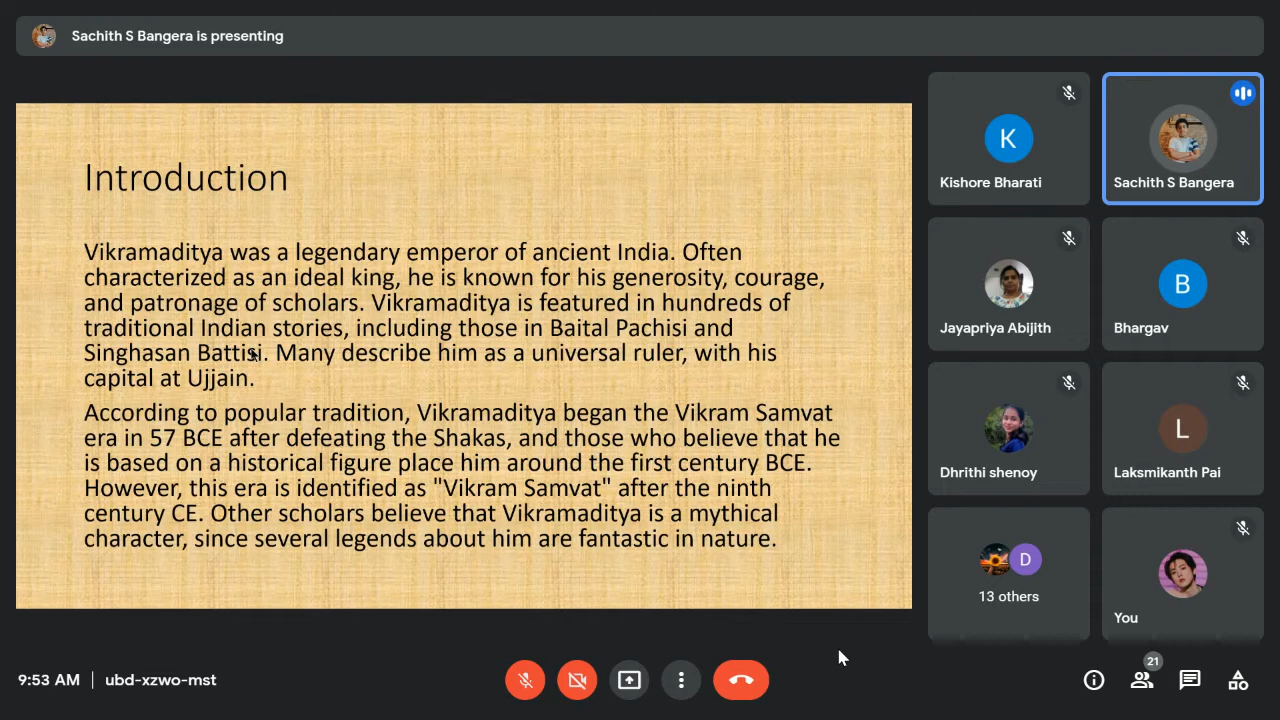 Sachith S Bangera is presenting
Introduction
Vikramaditya was a legendary emperor of ancient India. Often
characterized as an ideal king, he is known for his generosity, courage,
and patronage of scholars. Vikramaditya is featured in hundreds of
traditional Indian stories, including those in Baital Pachisi and
Singhasan Battisi. Many describe him as a universal ruler, with his
capital at Ujjain.
According to popular tradition, Vikramaditya began the Vikram Samvat
era in 57 BCE after defeating the Shakas, and those who believe that he
is based on a historical figure place him around the first century BCE.
However, this era is identified as "Vikram Samvat" after the ninth
century CE. Other scholars believe that Vikramaditya is a mythical
character, since several legends about him are fantastic in nature.
K
Kishore Bharati
Sachith S Bangera
Jayapriya Abijith
B
Bhargav
Dhrithi shenoy
L
Laksmikanth Pai
D
13 others
You
9:53 AM | ubd-xzwo-mst
21